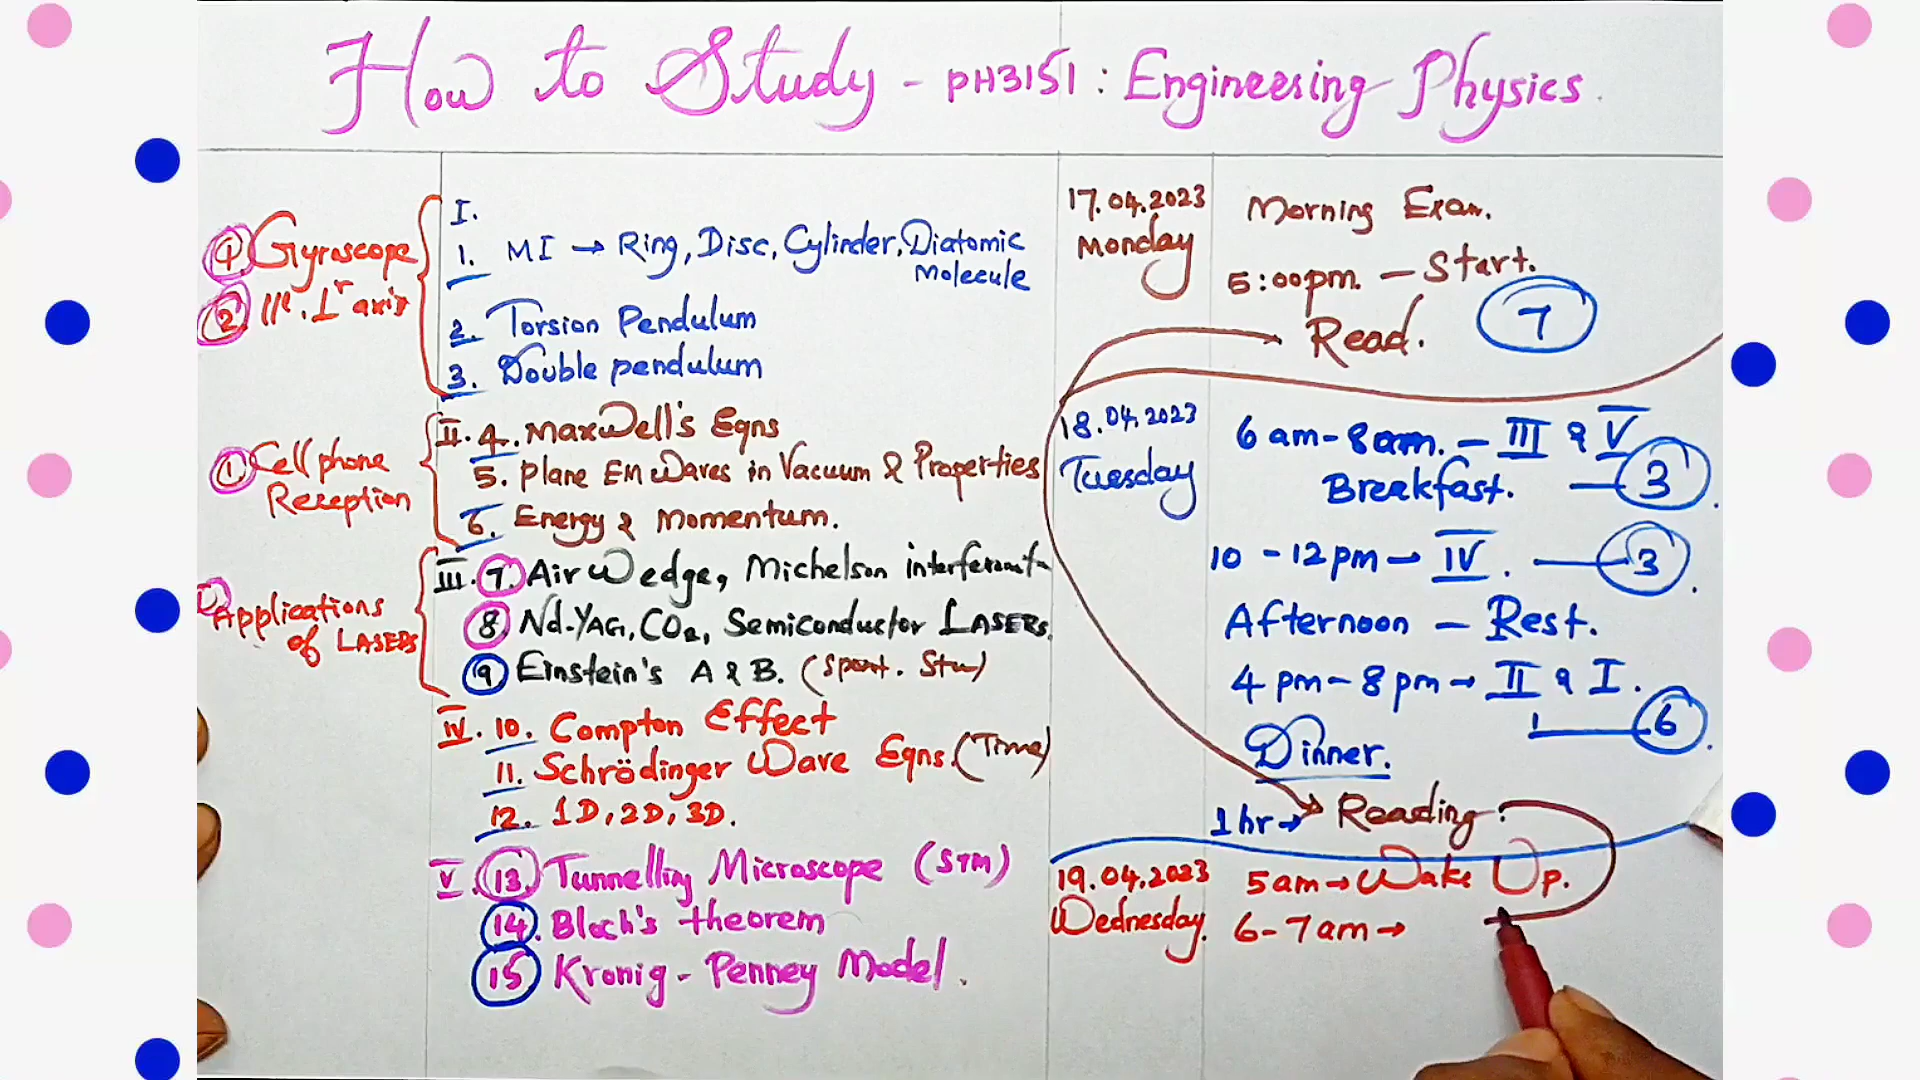 How to Study - PH3151 : Engineering Physics.
① Gyroscope
② 11el. Lr axis
I.
1. MI → Ring, Disc, Cylinder, Diatomic
Molecule
2. Torsion Pendulum
3. Double pendulum
① Cell phone
Reception
II. 4. Maxwell's Eqns
5. Plane EM Waves in Vacuum & Properties
6. Energy & Momentum.
Applications
of LASERs
III. 7. Air Wedge, Michelson
8. Nd-YAG, CO2, Semiconductor LASERs.
9 Einstein's A & B. (Spont. Stm)
IV. 10. Compton Effect
11. Schrödinger Wave Eqns. (Time)
12. 1D, 2D, 3D.
V. 13. Tunnelling Microscope (STM)
14. Bloch's theorem
15 Kronig - Penney Model.
17.04.2023
Monday
Morning Exam.
5:00pm. - Start.
Read. 7
18.04.2023
Tuesday
6 am - 8 am. - III & V
Breakfast. - 3.
10 - 12 pm → IV. - 3.
Afternoon - Rest.
4 pm - 8 pm → II & I.
6.
Dinner.
1 hr → Reading.
19.04.2023
Wednesday.
5am → Wake Up.
6 - 7 am →